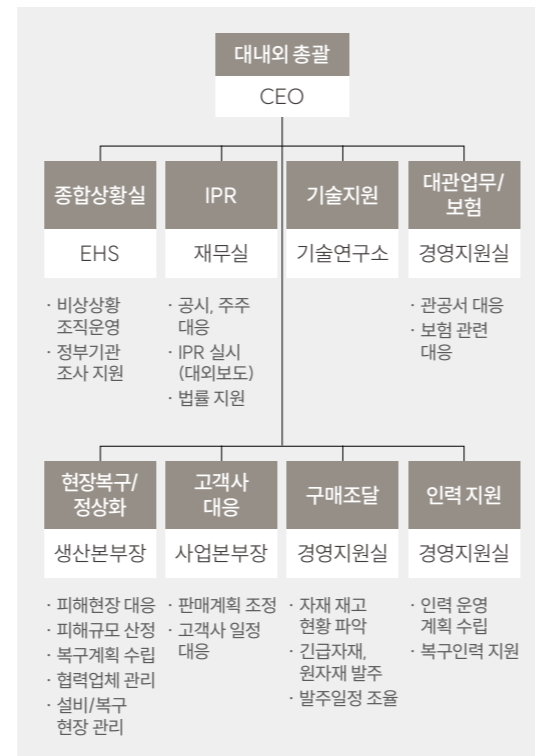 대내외 총괄
CEO
종합상황실
EHS
· 비상상황
조직운영
· 정부기관
조사 지원
IPR
재무실
· 공시, 주주
대응
· IPR 실시
(대외보도)
· 법률 지원
기술지원
기술연구소
대관업무/
보험
경영지원실
· 관공서 대응
· 보험 관련
대응
현장복구/
정상화
생산본부장
· 피해현장 대응
· 피해규모 산정
· 복구계획 수립
· 협력업체 관리
· 설비/복구
현장 관리
고객사
대응
사업본부장
· 판매계획 조정
· 고객사 일정
대응
구매조달
경영지원실
· 자재 재고
현황 파악
· 긴급자재,
원자재 발주
· 발주일정 조율
인력 지원
경영지원실
· 인력 운영
계획 수립
· 복구인력 지원